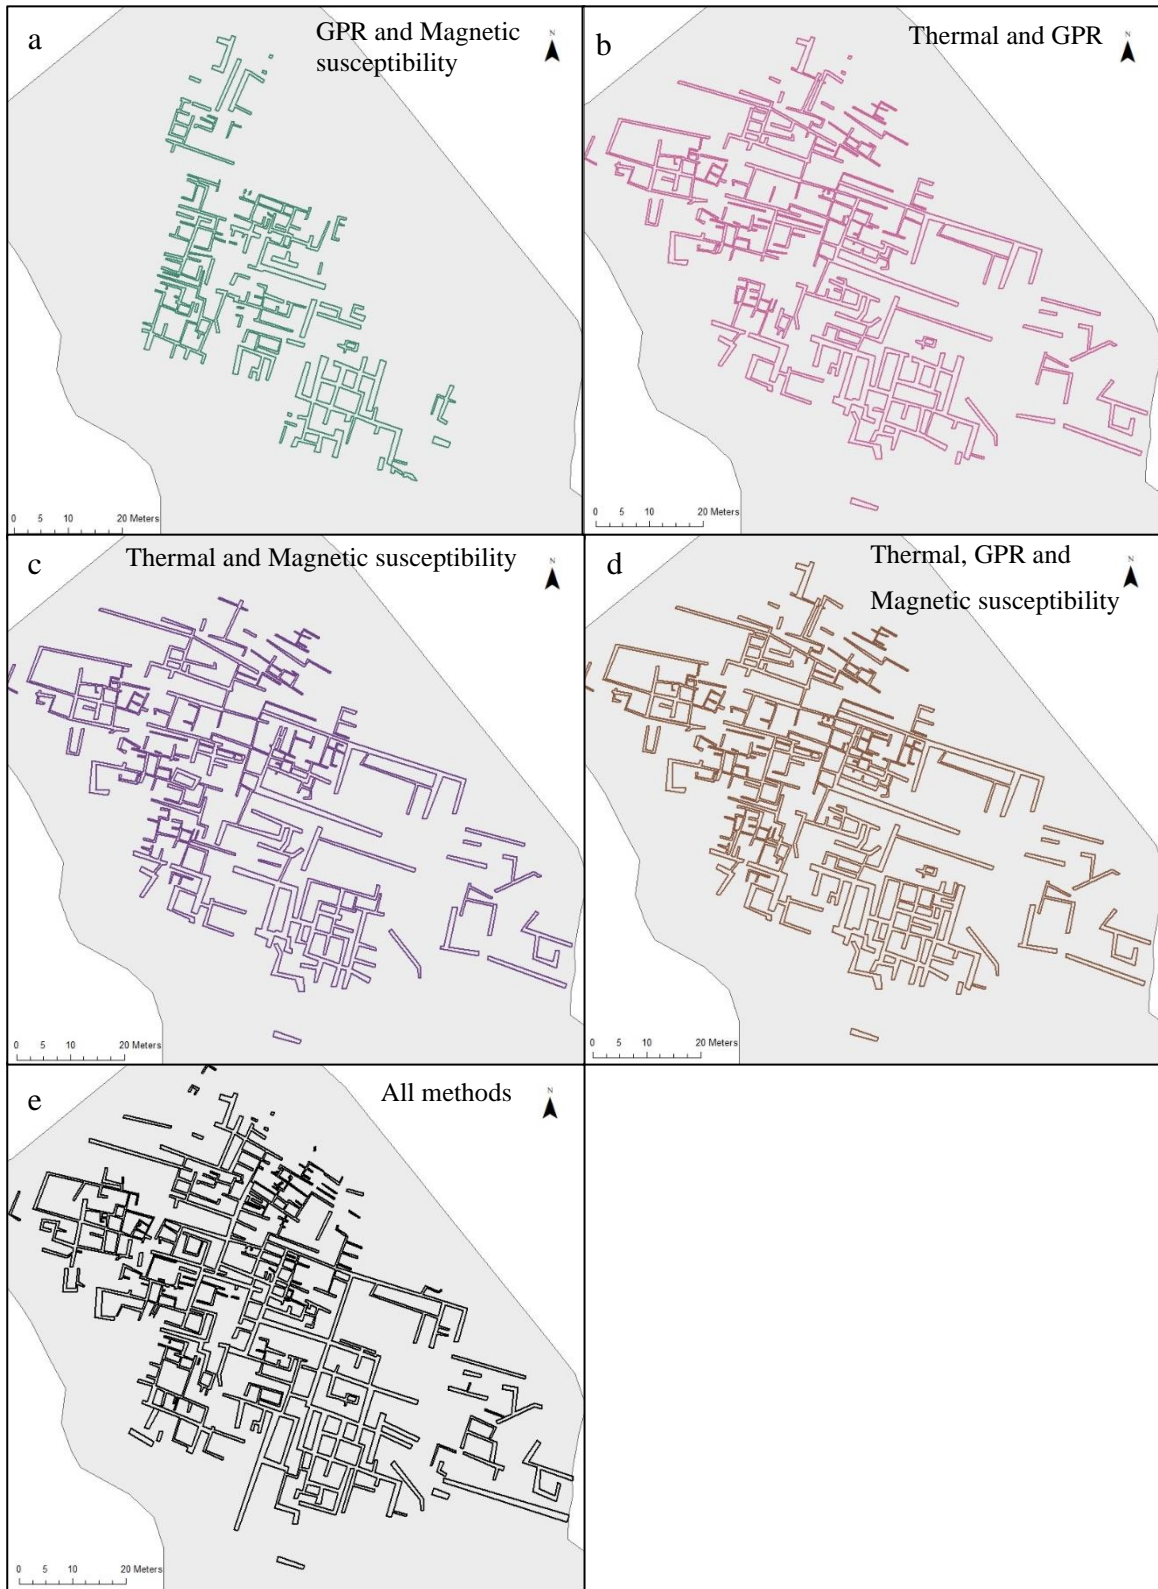 a
GPR and Magnetic
susceptibility
N
0 5 10 20 Meters
b
Thermal and GPR
N
0 5 10 20 Meters
c
Thermal and Magnetic susceptibility
N
0 5 10 20 Meters
d
Thermal, GPR and
Magnetic susceptibility
N
0 5 10 20 Meters
e
All methods
N
0 5 10 20 Meters